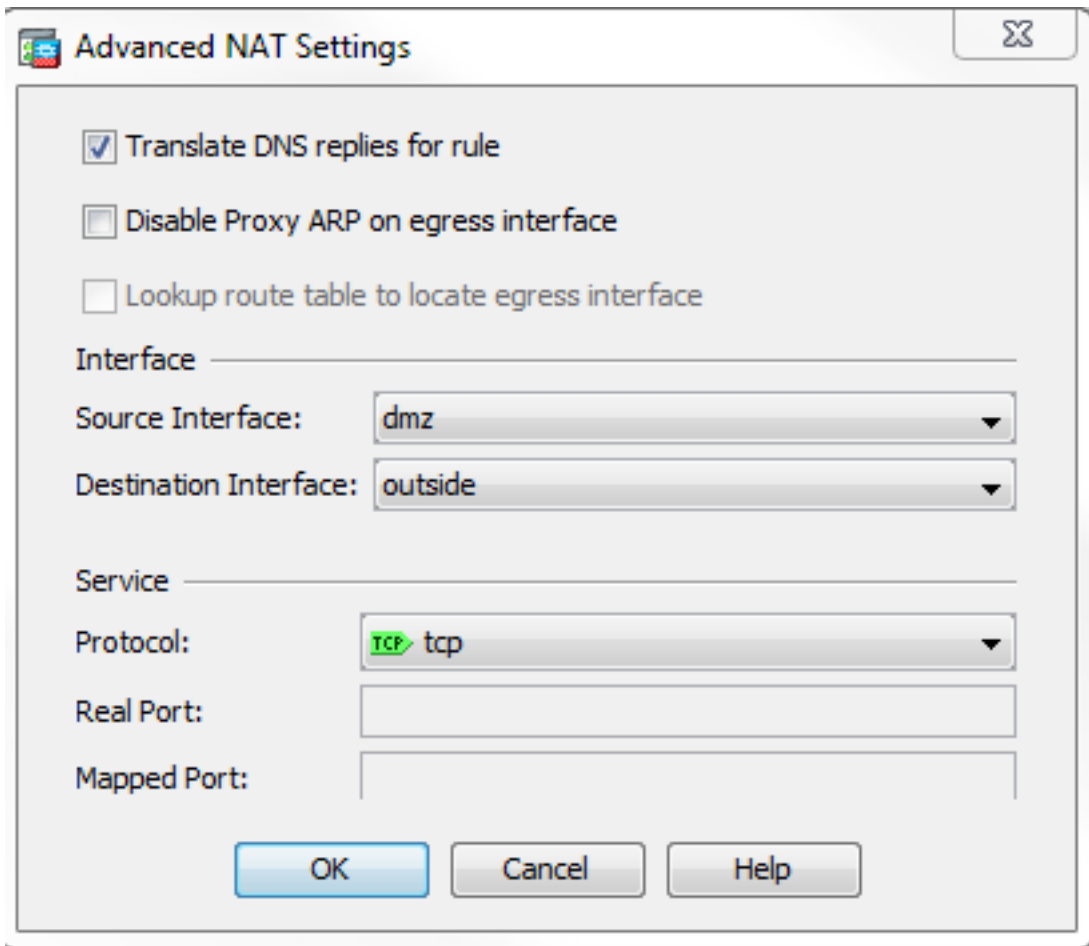 Advanced NAT Settings
Translate DNS replies for rule
Disable Proxy ARP on egress interface
Lookup route table to locate egress interface
Interface
Source Interface: dmz
Destination Interface: outside
Service
Protocol: TCP tcp
Real Port:
Mapped Port:
OK Cancel Help